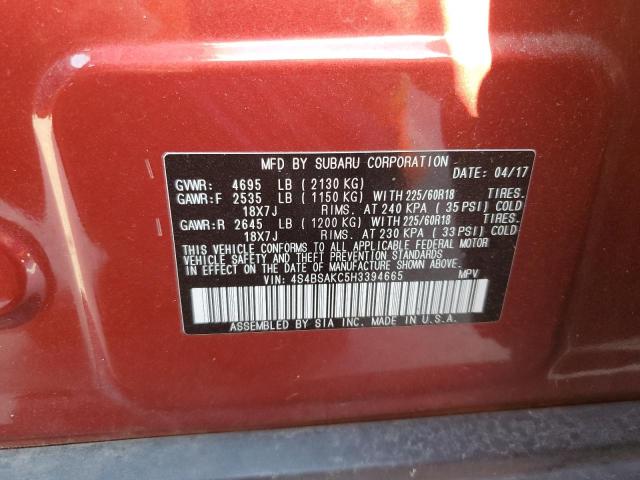 MFD BY SUBARU CORPORATION DATE: 04/17
GVWR: 4695 LB ( 2130 KG)
GAWR:F 2535 LB ( 1150 KG) WITH 225/60R18 TIRES.
18X7J RIMS. AT 240 KPA ( 35 PSI) COLD
GAWR:R 2645 LB ( 1200 KG) WITH 225/60R18 TIRES.
18X7J RIMS. AT 230 KPA ( 33 PSI) COLD
THIS VEHICLE CONFORMS TO ALL APPLICABLE FEDERAL MOTOR
VEHICLE SAFETY, BUMPER, AND THEFT PREVENTION STANDARDS
IN EFFECT ON THE DATE OF MANUFACTURE SHOWN ABOVE.
VIN: 4S4BSAKC5H3394665 MPV
ASSEMBLED BY SIA INC. MADE IN U.S.A.